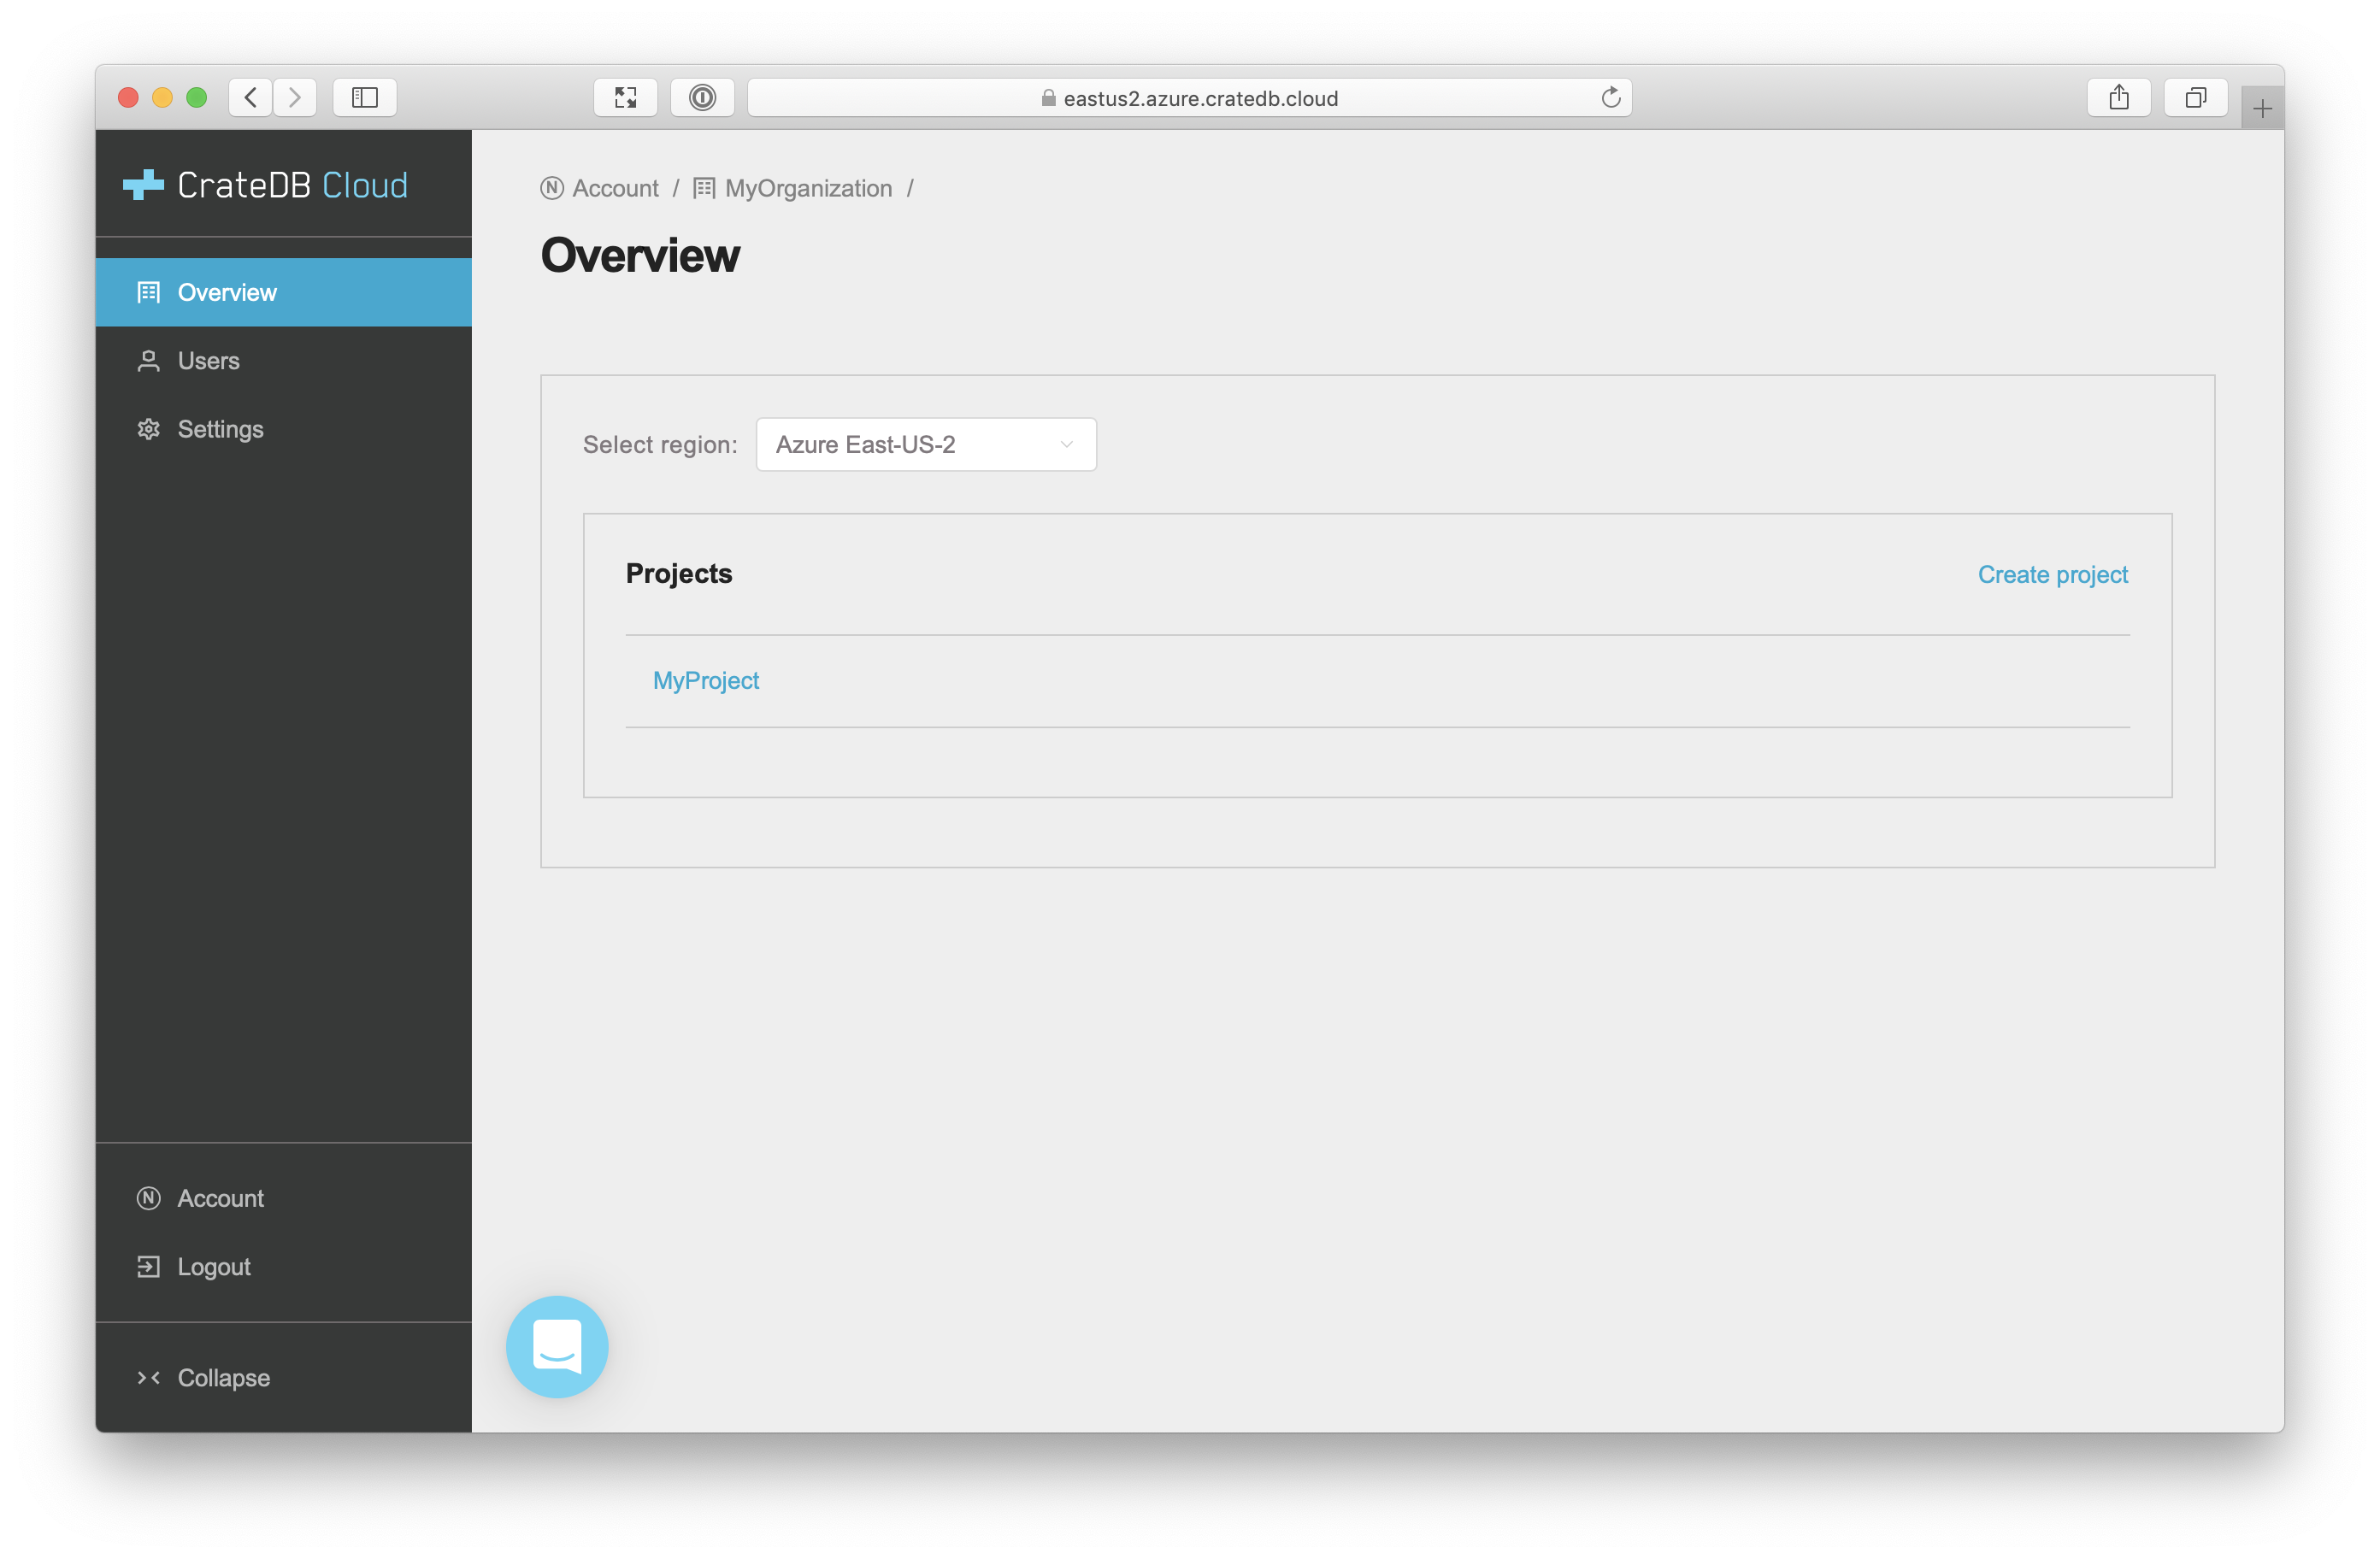 eastus2.azure.cratedb.cloud
CrateDB Cloud
Overview
Users
Settings
Account
Logout
Collapse
N Account / MyOrganization /
Overview
Select region: Azure East-US-2
Projects
Create project
MyProject